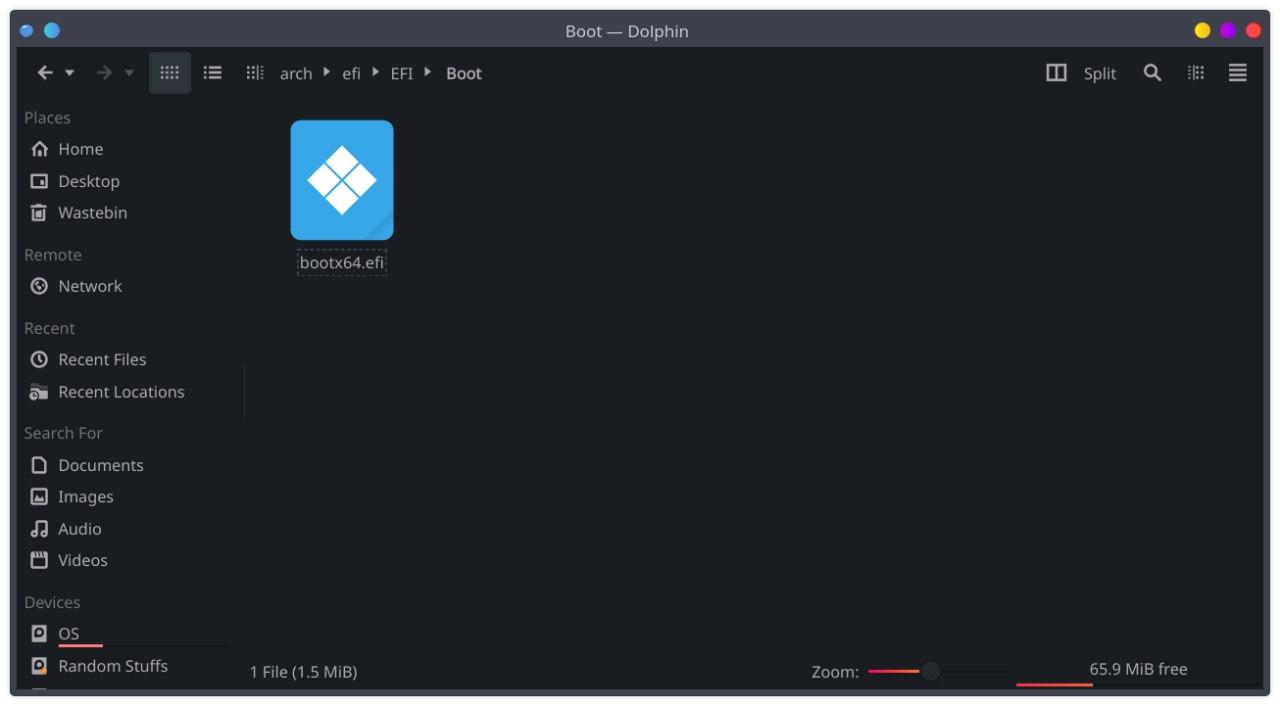 Boot — Dolphin
arch efi EFI Boot
Split
Places
Home
Desktop
Wastebin
Remote
Network
Recent
Recent Files
Recent Locations
Search For
Documents
Images
Audio
Videos
Devices
OS
Random Stuffs
bootx64.efi
1 File (1.5 MiB)
Zoom:
65.9 MiB free